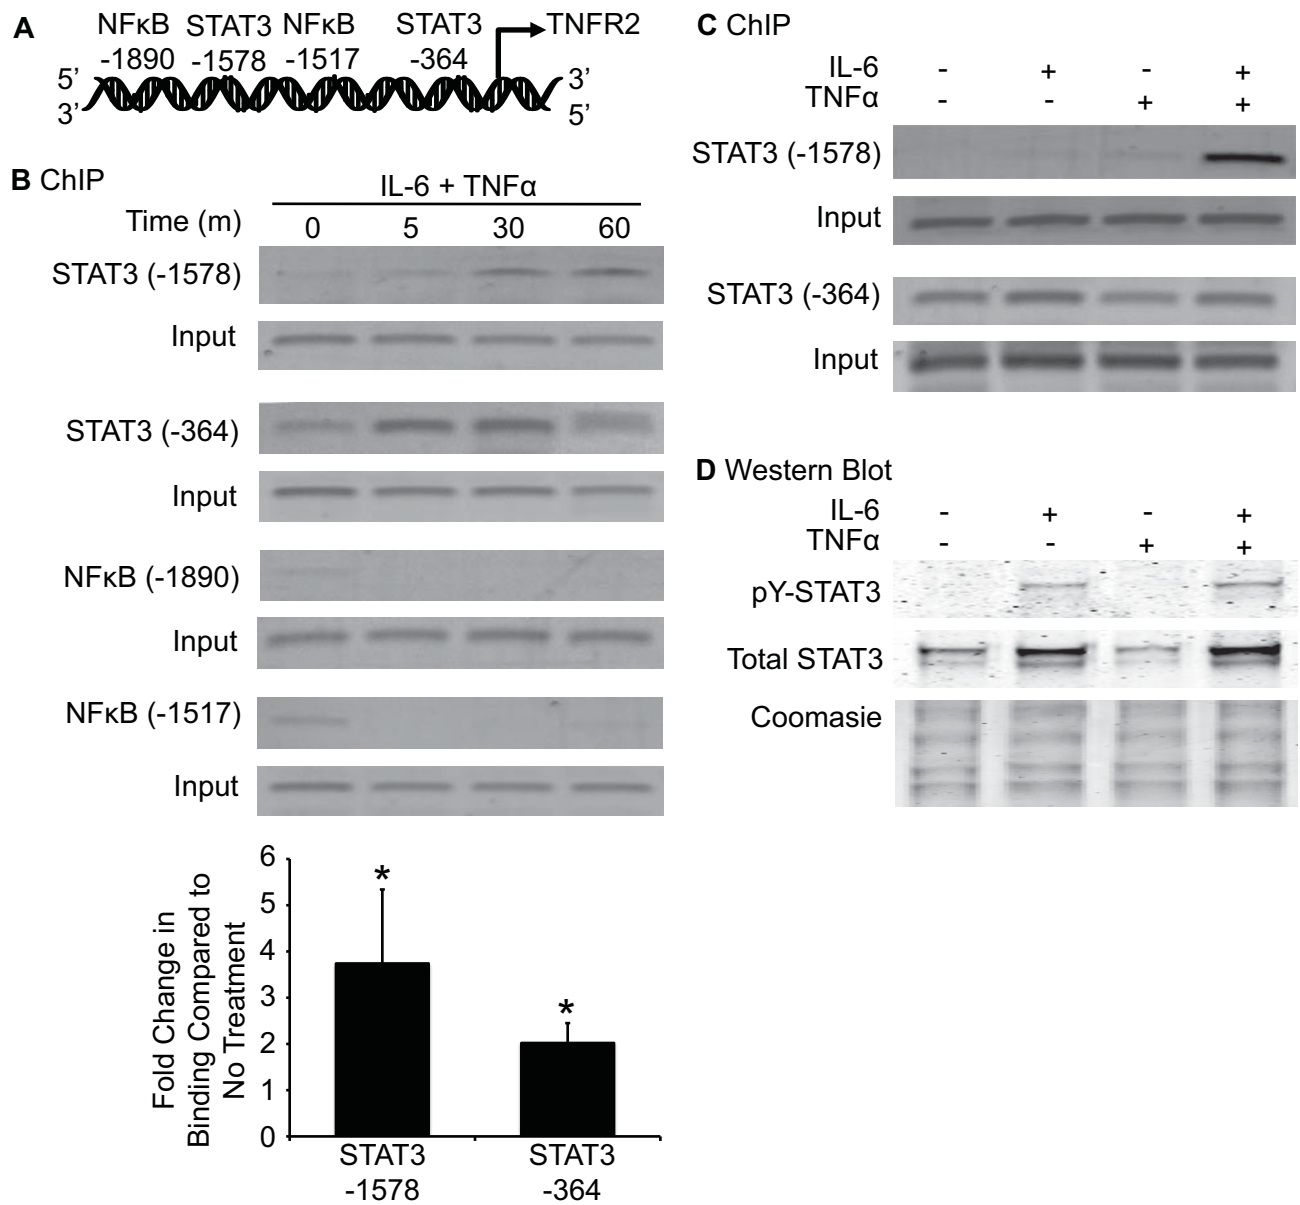 A
NFκB STAT3 NFκB STAT3 TNFR2
-1890 -1578 -1517 -364
5’ 3’
3’ 5’
B ChIP
IL-6 + TNFα
Time (m) 0 5 30 60
STAT3 (-1578)
Input
STAT3 (-364)
Input
NFκB (-1890)
Input
NFκB (-1517)
Input
Fold Change in
Binding Compared to
No Treatment
6
5
4
3
2
1
0
* *
STAT3 STAT3
-1578 -364
C ChIP
IL-6 - + - +
TNFα - - + +
STAT3 (-1578)
Input
STAT3 (-364)
Input
D Western Blot
IL-6 - + - +
TNFα - - + +
pY-STAT3
Total STAT3
Coomasie